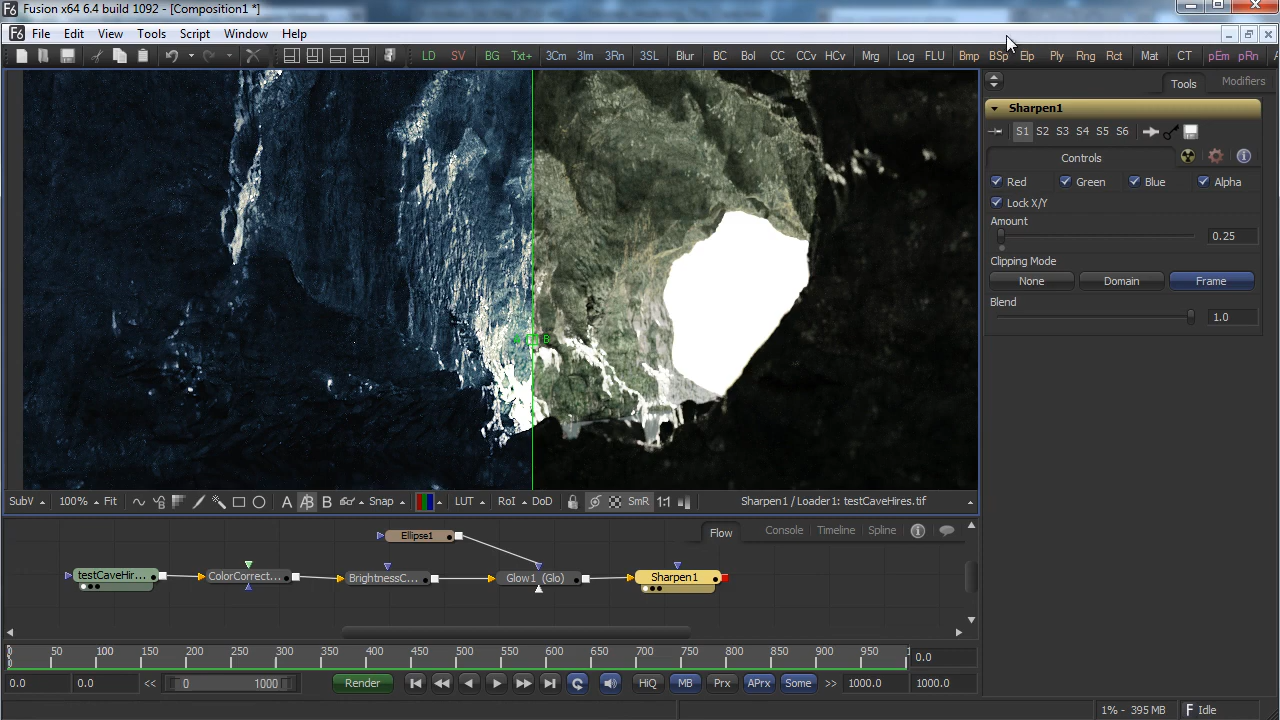 Fusion x64 6.4 build 1092 - [Composition1 *]
File Edit View Tools Script Window Help
LD SV BG Txt+ 3Cm 3Im 3Rn 3SL Blur BC Bol CC CCv HCv Mrg Log FLU Bmp BSp Elp Ply Rng Rct Mat CT pEm pRn
Tools Modifiers
Sharpen1
S1 S2 S3 S4 S5 S6
Controls
Red Green Blue Alpha
Lock X/Y
Amount
0.25
Clipping Mode
None Domain Frame
Blend
1.0
B
SubV 100% Fit A B Snap LUT RoI DoD SmR 1:1 Sharpen1 / Loader1: testCaveHires.tif
Flow Console Timeline Spline
Ellipse1
testCaveHir... ColorCorrect... BrightnessC... Glow1 (Glo) Sharpen1
0 50 100 150 200 250 300 350 400 450 500 550 600 650 700 750 800 850 900 950 1
0.0
0.0 0.0 << 0 1000 Render HiQ MB Prx APrx Some >> 1000.0 1000.0
1% - 395 MB Idle